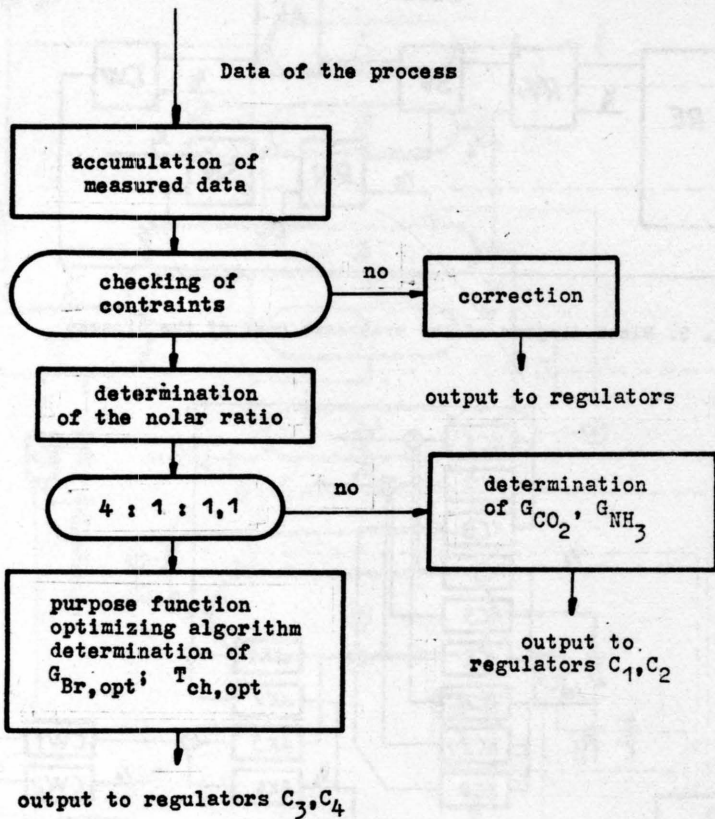 Data of the process
accumulation of
measured data
checking of
contraints
no
correction
output to regulators
determination
of the nolar ratio
4 : 1 : 1,1
no
determination
of G_CO₂, G_NH₃
output to
regulators C₁,C₂
purpose function
optimizing algorithm
determination of
G_Br,opt; T_ch,opt
output to regulators C₃,C₄